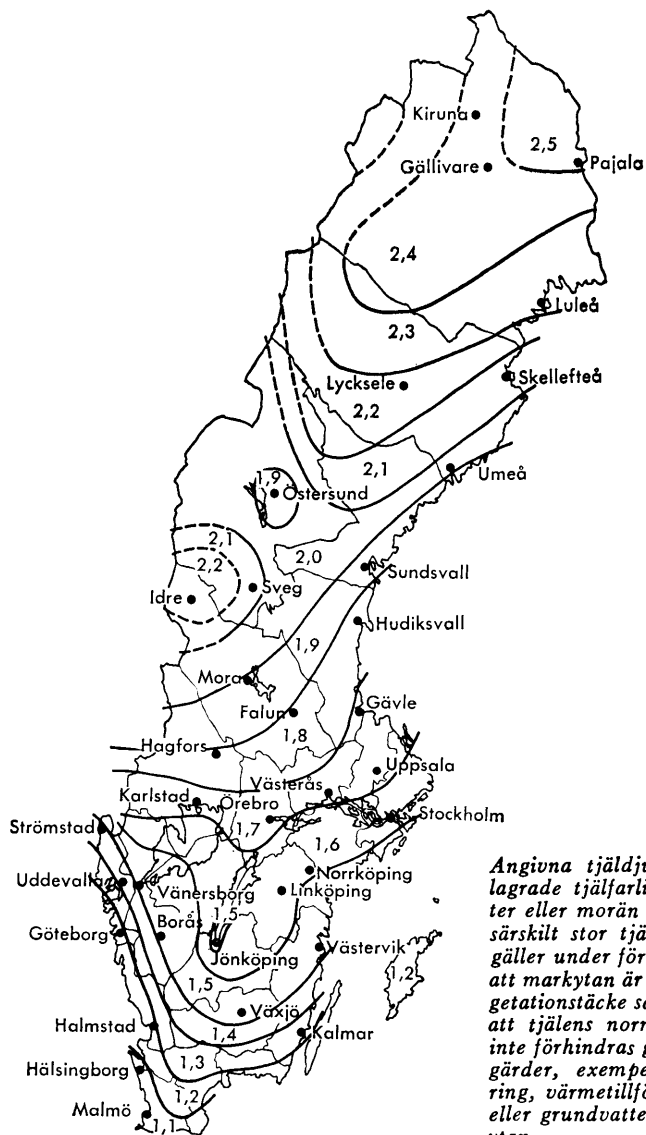 Kiruna
2,5
Gällivare
Pajala
2,4
Luleå
2,3
Lycksele
Skellefteå
2,2
2,1
Umeå
1,9
Östersund
2,1
2,2
2,0
Sundsvall
Idre
Sveg
Hudiksvall
1,9
Mora
Falun
Gävle
1,8
Hagfors
Uppsala
Västerås
Karlstad
Örebro
Stockholm
Strömstad
1,7
1,6
Norrköping
Uddevalla
Vänersborg
Linköping
1,5
Göteborg
Borås
Jönköping
Västervik
1,2
1,5
Växjö
Halmstad
1,4
Kalmar
1,3
Hälsingborg
1,2
Malmö
1,1
Angivna tjäldju
lagrade tjälfarli
ter eller morän
särskilt stor tjä
gäller under för
att markytan är
getationstäcke se
att tjälens norr
inte förhindras g
gärder, exempe
ring, värmetillfö
eller grundvatte